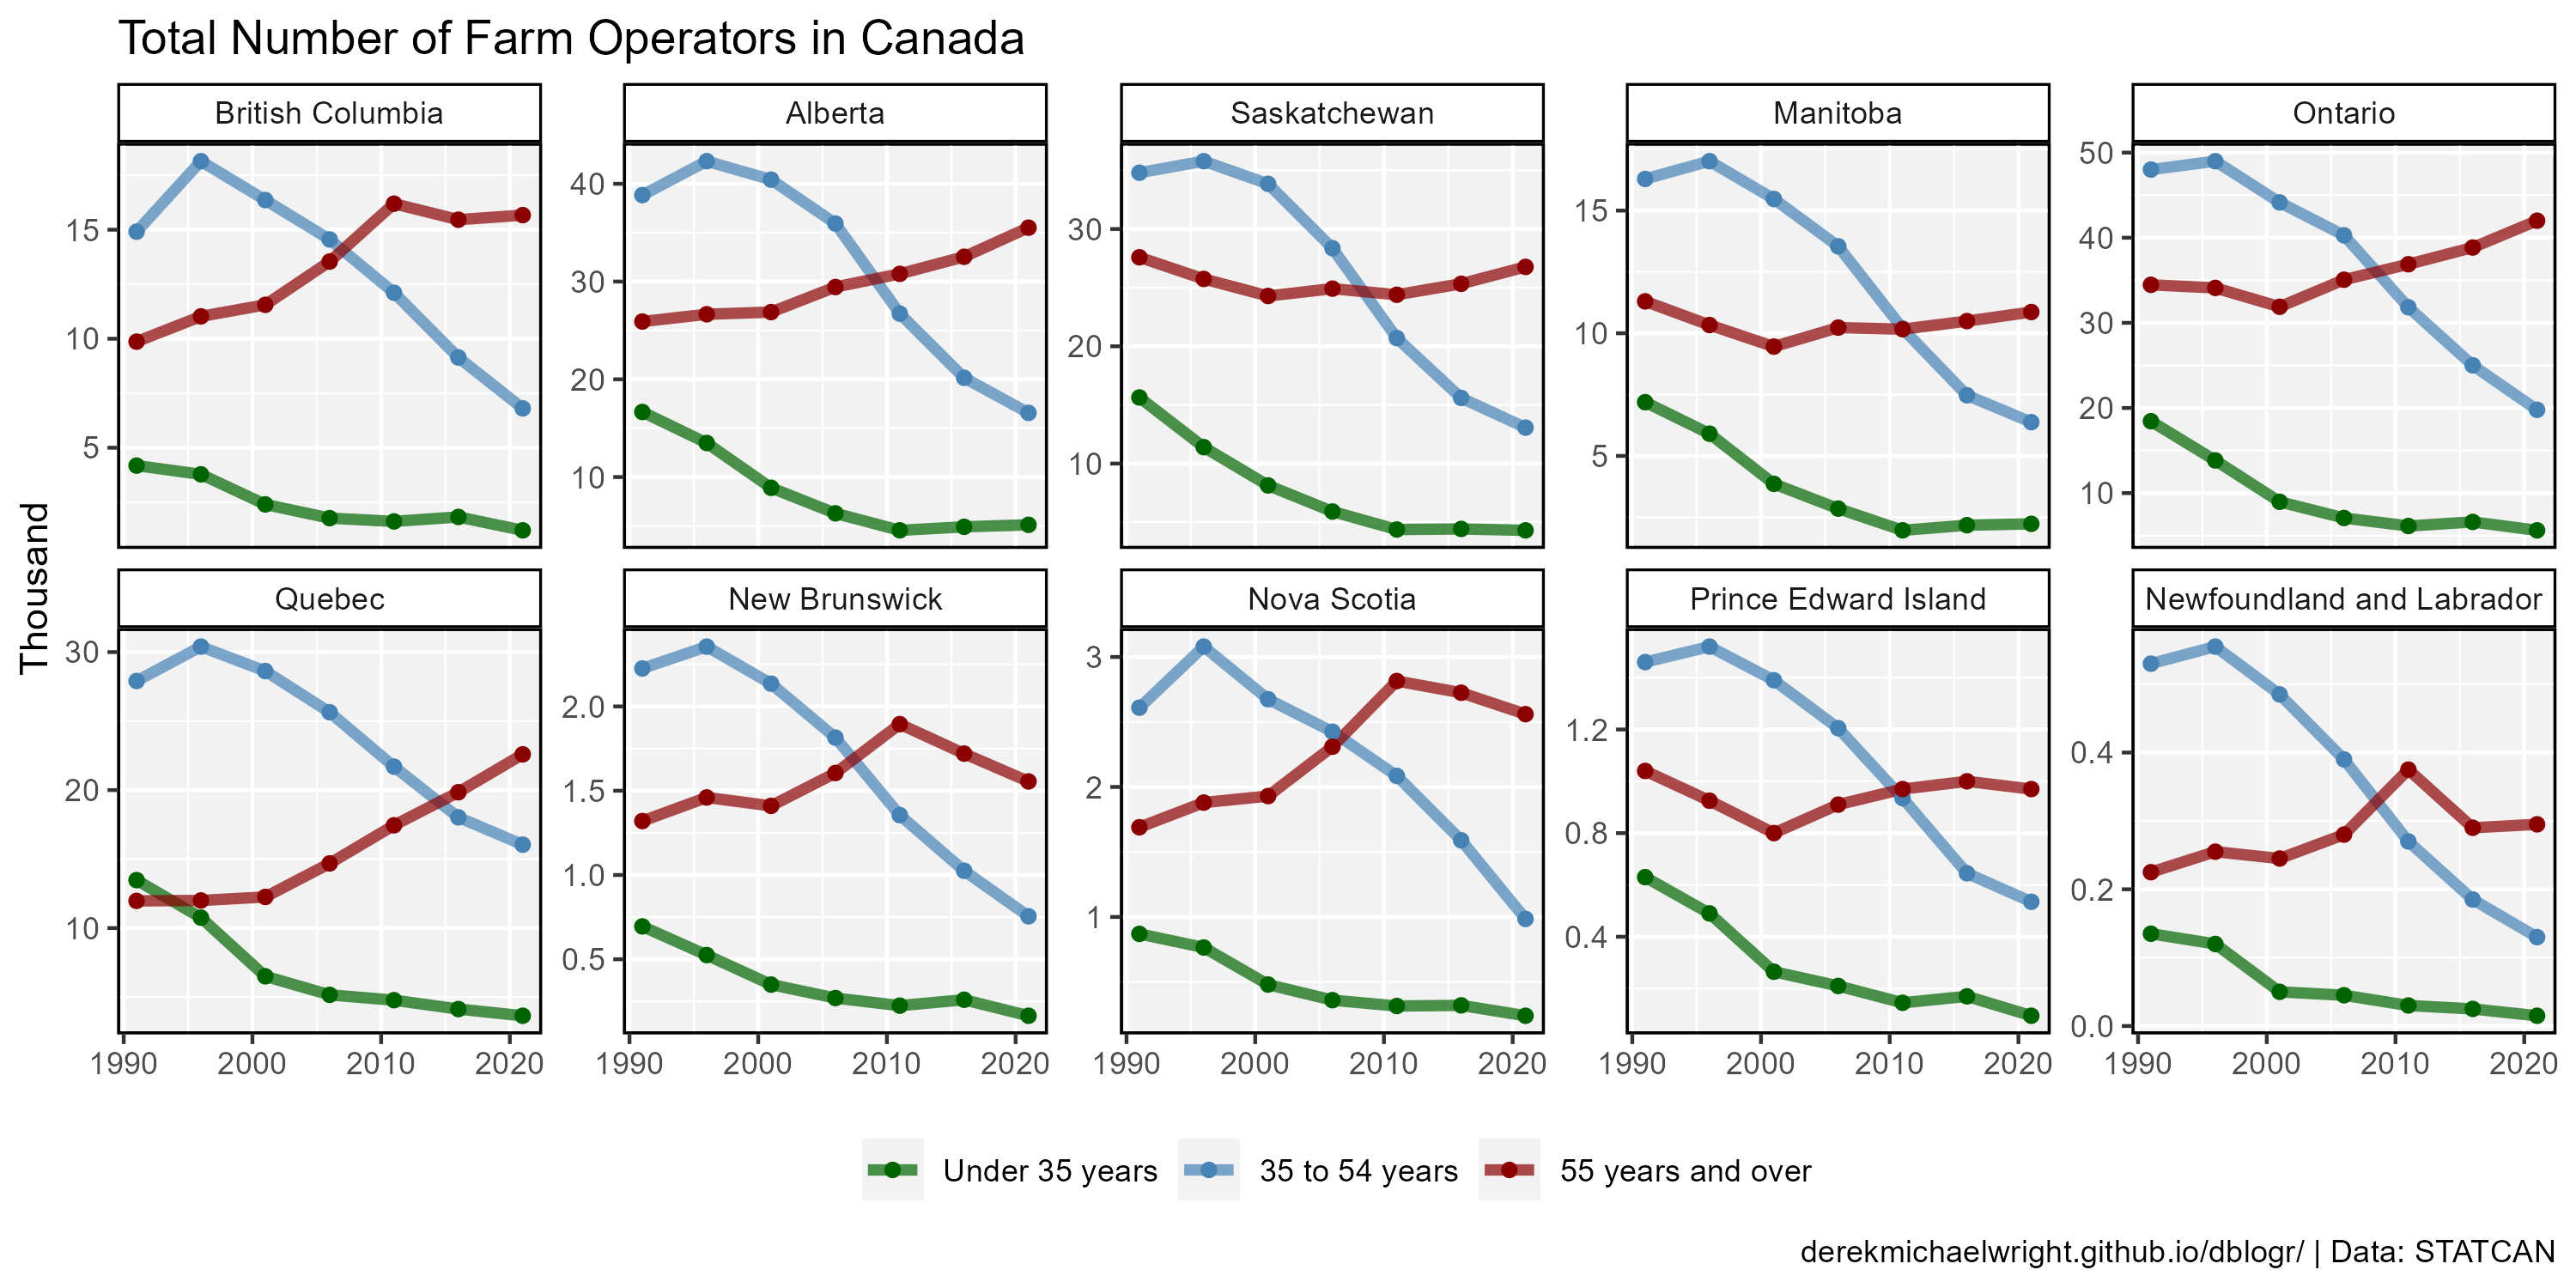 Total Number of Farm Operators in Canada
British Columbia
Alberta
Saskatchewan
Manitoba
Ontario
15
10
5
40
30
20
10
30
20
10
15
10
5
50
40
30
20
10
Thousand
Quebec
New Brunswick
Nova Scotia
Prince Edward Island
Newfoundland and Labrador
30
20
10
2.0
1.5
1.0
0.5
3
2
1
1.2
0.8
0.4
0.4
0.2
0.0
1990 2000 2010 2020
1990 2000 2010 2020
1990 2000 2010 2020
1990 2000 2010 2020
1990 2000 2010 2020
Under 35 years 35 to 54 years 55 years and over
derekmichaelwright.github.io/dblogr/ | Data: STATCAN